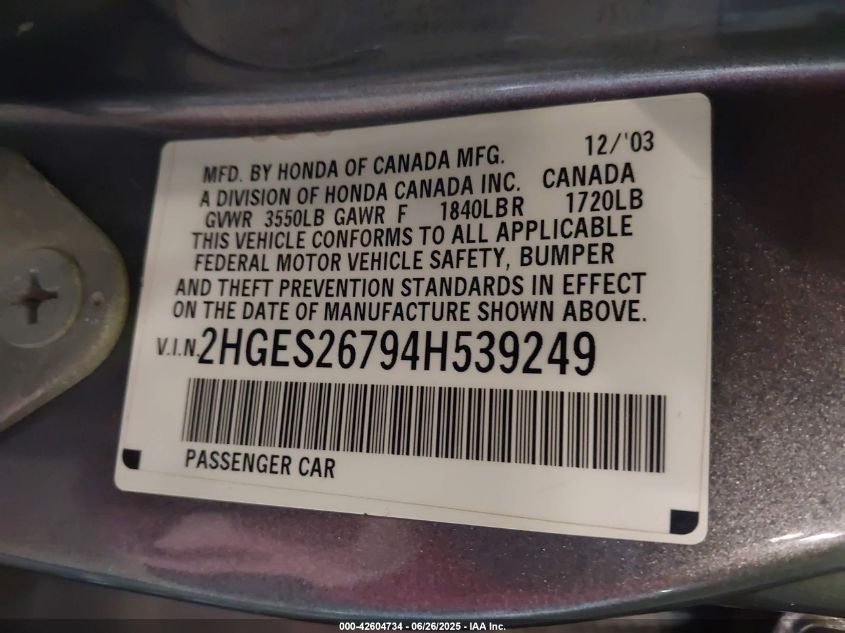 12/'03
MFD. BY HONDA OF CANADA MFG.
A DIVISION OF HONDA CANADA INC. CANADA
GVWR 3550LB GAWR F 1840LB R 1720LB
THIS VEHICLE CONFORMS TO ALL APPLICABLE
FEDERAL MOTOR VEHICLE SAFETY, BUMPER
AND THEFT PREVENTION STANDARDS IN EFFECT
ON THE DATE OF MANUFACTURE SHOWN ABOVE.
V.I.N. 2HGES26794H539249
PASSENGER CAR
000-42604734 - 06/26/2025 - IAA Inc.